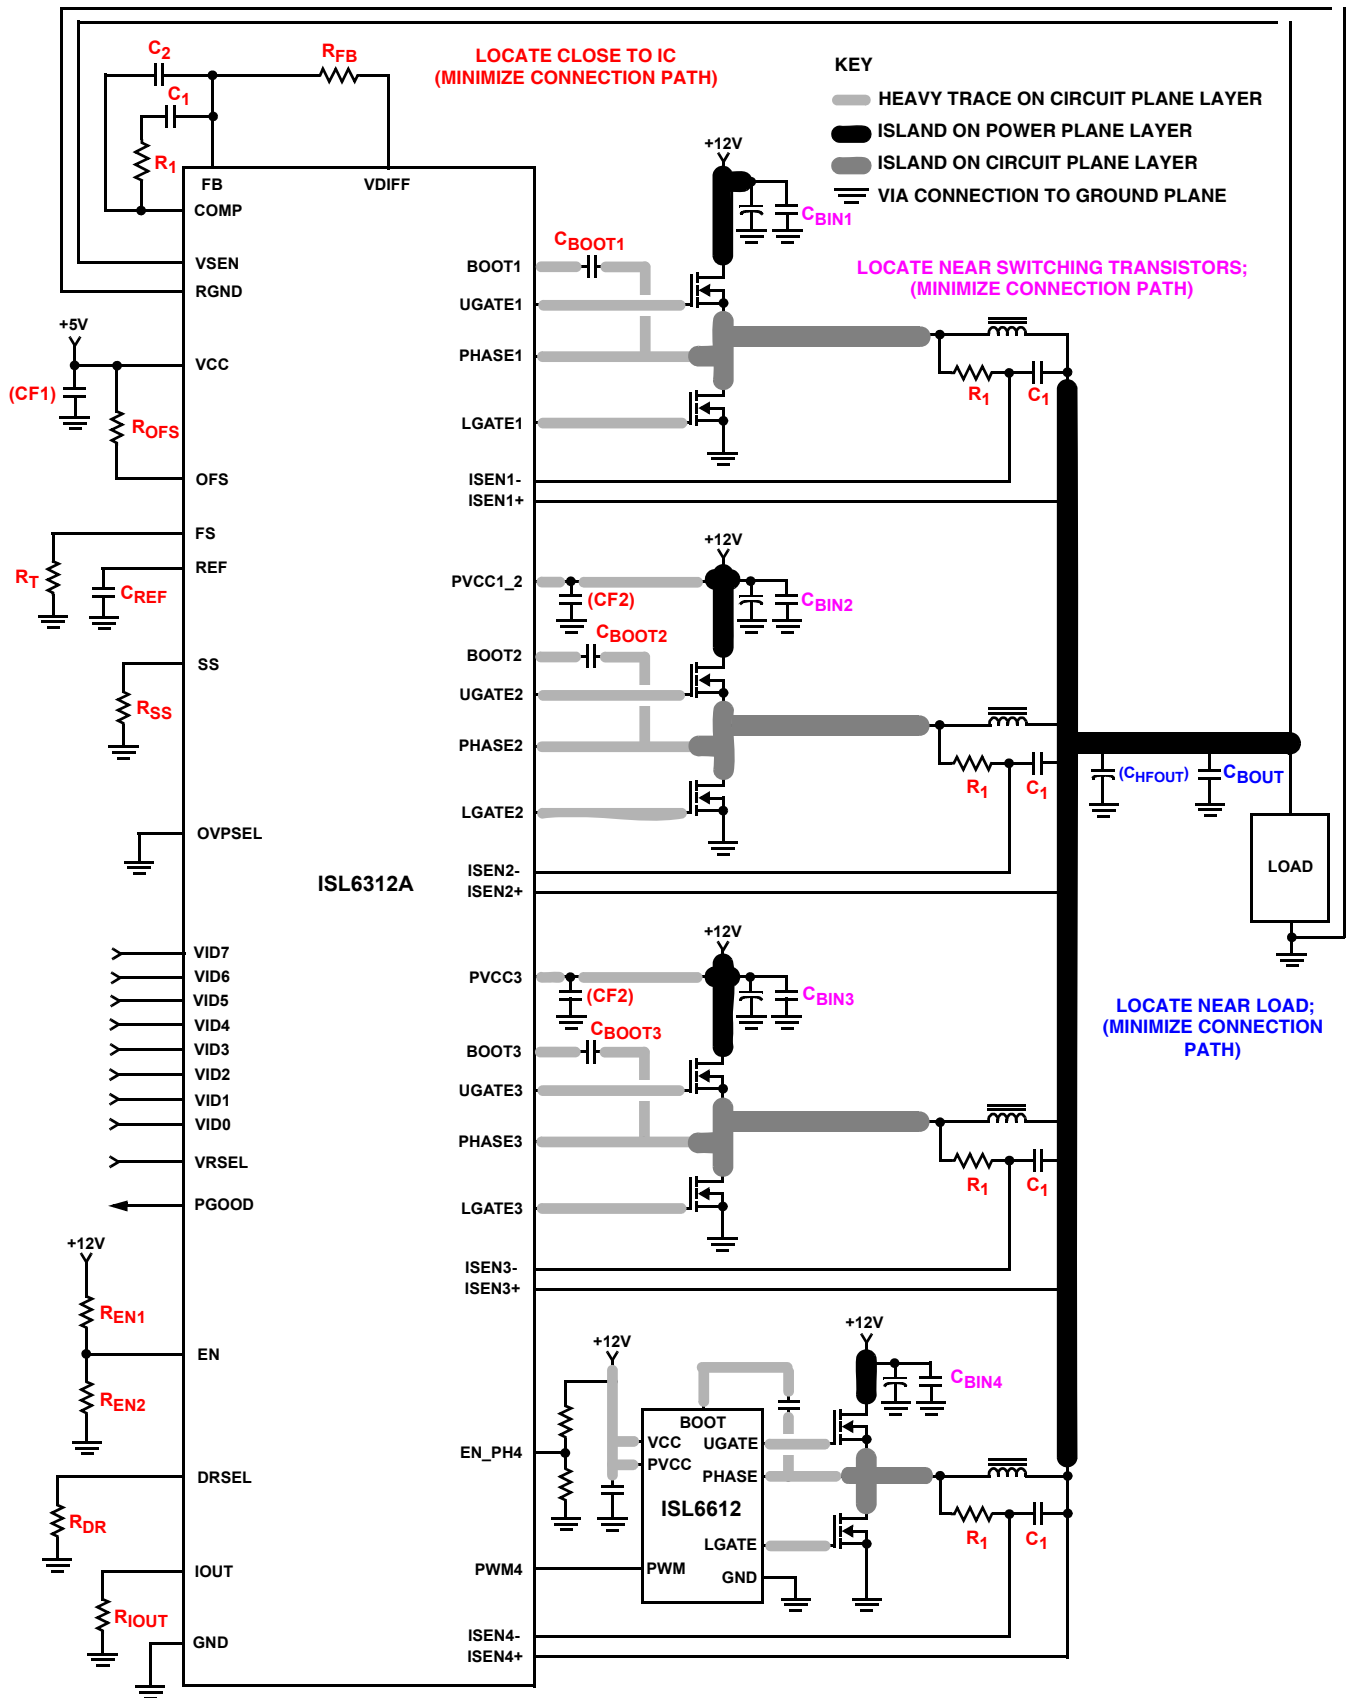 C2
RFB
LOCATE CLOSE TO IC
(MINIMIZE CONNECTION PATH)
KEY
HEAVY TRACE ON CIRCUIT PLANE LAYER
ISLAND ON POWER PLANE LAYER
ISLAND ON CIRCUIT PLANE LAYER
VIA CONNECTION TO GROUND PLANE
C1
R1
FB
VDIFF
COMP
VSEN
RGND
+5V
VCC
(CF1)
ROFS
OFS
FS
RT
REF
CREF
SS
RSS
OVPSEL
ISL6312A
VID7
VID6
VID5
VID4
VID3
VID2
VID1
VID0
VRSEL
PGOOD
+12V
REN1
EN
REN2
DRSEL
RDR
IOUT
RIOUT
GND
+12V
CBIN1
CBOOT1
BOOT1
LOCATE NEAR SWITCHING TRANSISTORS;
(MINIMIZE CONNECTION PATH)
UGATE1
PHASE1
R1
C1
LGATE1
ISEN1-
ISEN1+
+12V
PVCC1_2
(CF2)
CBIN2
CBOOT2
BOOT2
UGATE2
PHASE2
R1
C1
(CHFOUT)
CBOUT
LGATE2
ISEN2-
ISEN2+
LOAD
+12V
PVCC3
(CF2)
CBIN3
LOCATE NEAR LOAD;
(MINIMIZE CONNECTION
PATH)
CBOOT3
BOOT3
UGATE3
PHASE3
R1
C1
LGATE3
ISEN3-
ISEN3+
+12V
+12V
CBIN4
BOOT
VCC
UGATE
EN_PH4
PVCC
PHASE
ISL6612
R1
C1
LGATE
PWM4
PWM
GND
ISEN4-
ISEN4+